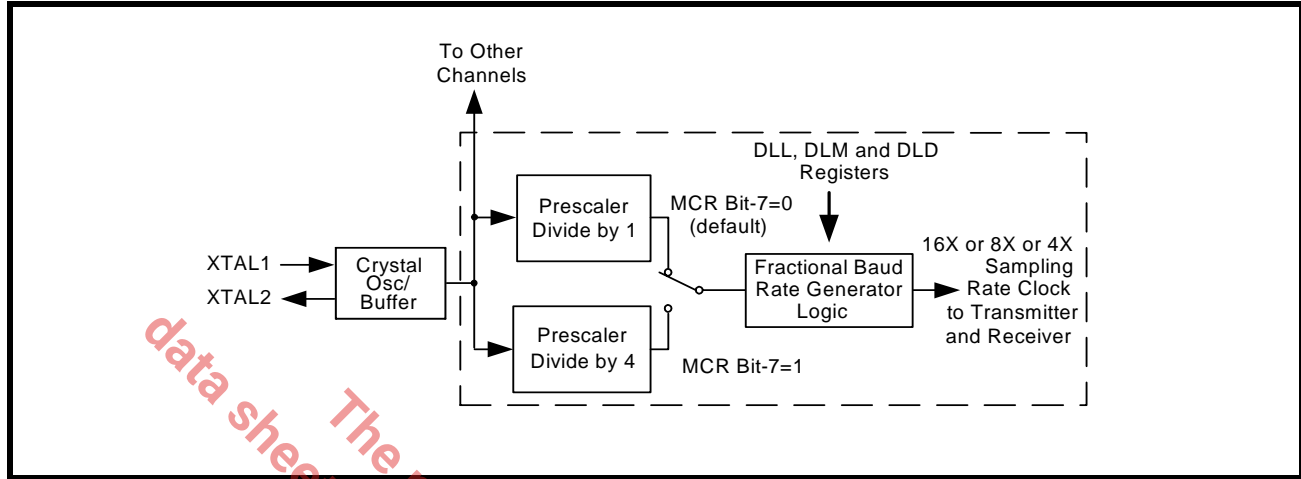 To Other
Channels
DLL, DLM and DLD
Registers
Prescaler
Divide by 1
MCR Bit-7=0
(default)
16X or 8X or 4X
Sampling
Rate Clock
to Transmitter
and Receiver
XTAL1
XTAL2
Crystal
Osc/
Buffer
Fractional Baud
Rate Generator
Logic
Prescaler
Divide by 4
MCR Bit-7=1
data sheet
The